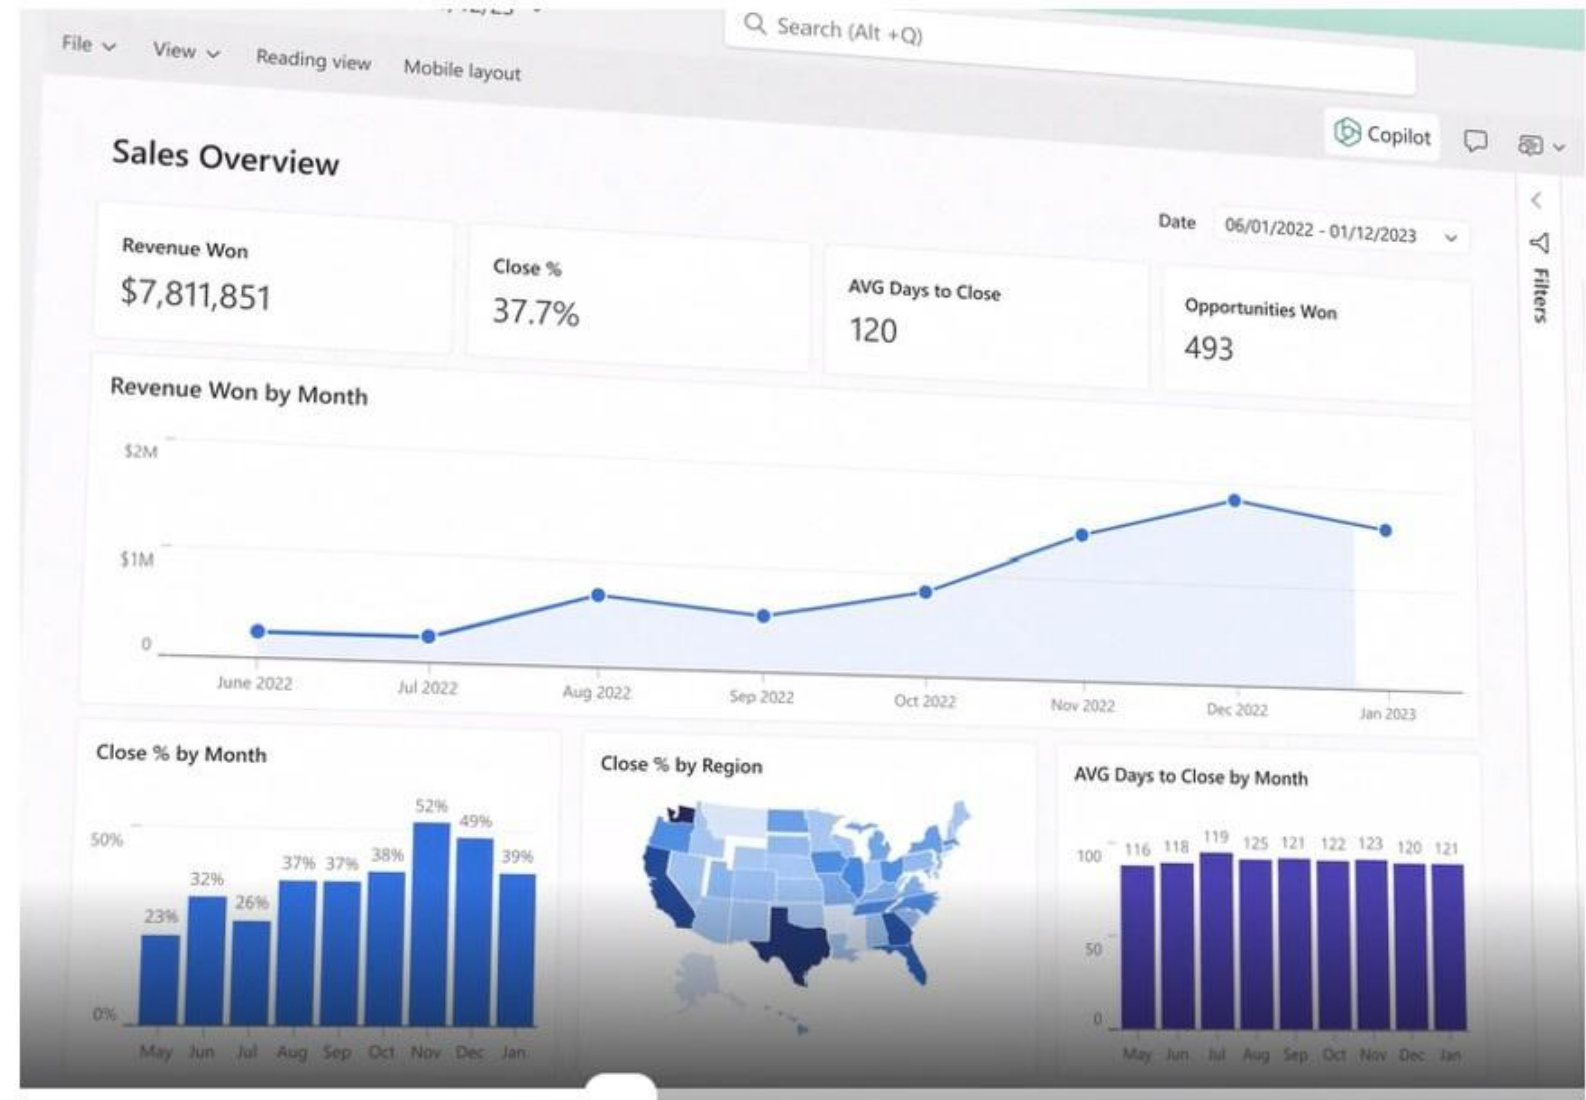 Search (Alt +Q)
File
View
Reading view
Mobile layout
Copilot
Sales Overview
Date
06/01/2022 - 01/12/2023
Filters
Revenue Won
$7,811,851
Close %
37.7%
AVG Days to Close
120
Opportunities Won
493
Revenue Won by Month
$2M
$1M
0
June 2022
Jul 2022
Aug 2022
Sep 2022
Oct 2022
Nov 2022
Dec 2022
Jan 2023
Close % by Month
50%
0%
23%
32%
26%
37%
37%
38%
52%
49%
39%
May
Jun
Jul
Aug
Sep
Oct
Nov
Dec
Jan
Close % by Region
AVG Days to Close by Month
100
50
0
116
118
119
125
121
122
123
120
121
May
Jun
Jul
Aug
Sep
Oct
Nov
Dec
Jan